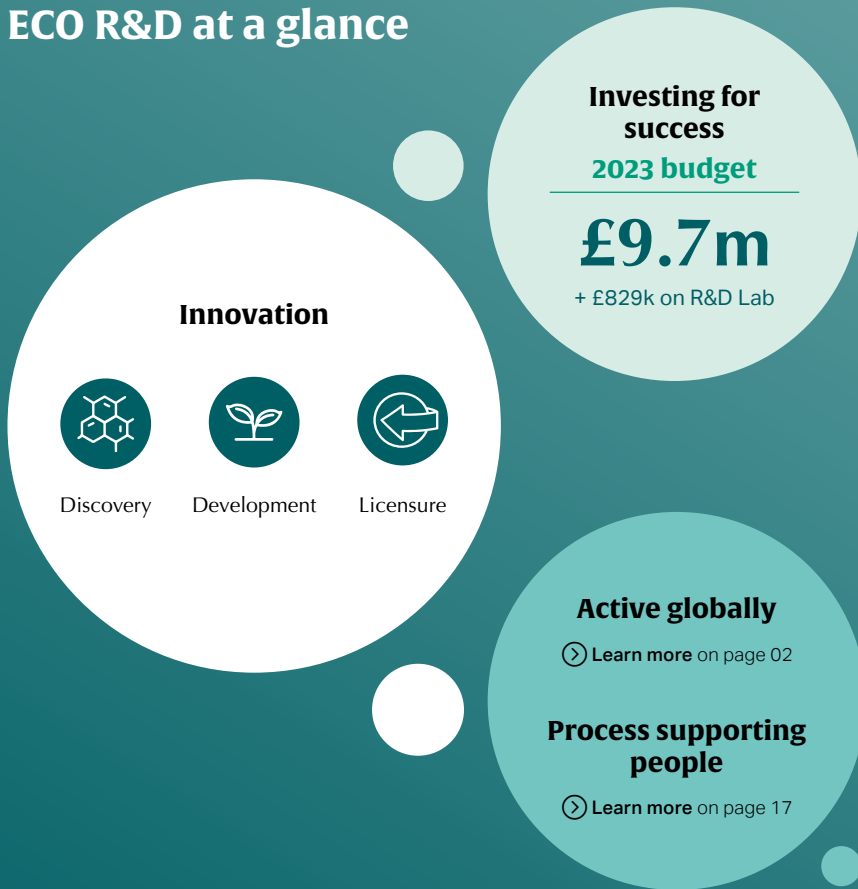 ECO R&D at a glance
Investing for
success
2023 budget
£9.7m
+ £829k on R&D Lab
Innovation
Discovery
Development
Licensure
Active globally
Learn more on page 02
Process supporting
people
Learn more on page 17